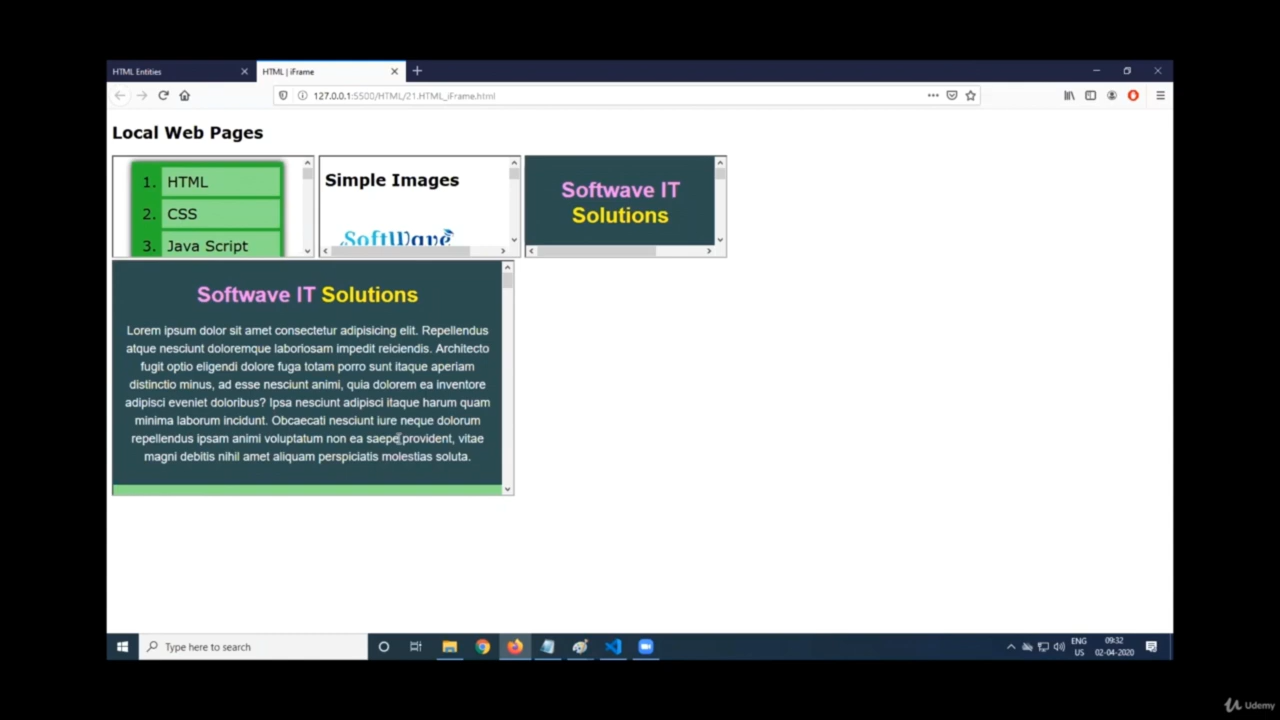 HTML Entities
HTML | iFrame
127.0.0.1:5500/HTML/21.HTML_iFrame.html
Local Web Pages
1. HTML
2. CSS
3. Java Script
Simple Images
SoftWave
Softwave IT
Solutions
Softwave IT Solutions
Lorem ipsum dolor sit amet consectetur adipisicing elit. Repellendus
atque nesciunt doloremque laboriosam impedit reiciendis. Architecto
fugit optio eligendi dolore fuga totam porro sunt itaque aperiam
distinctio minus, ad esse nesciunt animi, quia dolorem ea inventore
adipisci eveniet doloribus? Ipsa nesciunt adipisci itaque harum quam
minima laborum incidunt. Obcaecati nesciunt iure neque dolorum
repellendus ipsam animi voluptatum non ea saepe provident, vitae
magni debitis nihil amet aliquam perspiciatis molestias soluta.
Type here to search
ENG
US
09:32
02-04-2020
Udemy